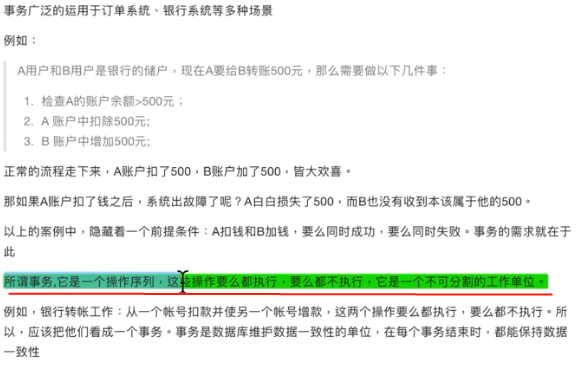 事务广泛的运用于订单系统、银行系统等多种场景
例如：
A用户和B用户是银行的储户，现在A要给B转账500元，那么需要做以下几件事：
1. 检查A的账户余额>500元；
2. A 账户中扣除500元;
3. B 账户中增加500元;
正常的流程走下来，A账户扣了500，B账户加了500，皆大欢喜。
那如果A账户扣了钱之后，系统出故障了呢？A白白损失了500，而B也没有收到本该属于他的500。
以上的案例中，隐藏着一个前提条件：A扣钱和B加钱，要么同时成功，要么同时失败。事务的需求就在于
此
所谓事务,它是一个操作序列，这些操作要么都执行，要么都不执行，它是一个不可分割的工作单位。
例如，银行转帐工作：从一个帐号扣款并使另一个帐号增款，这两个操作要么都执行，要么都不执行。所
以，应该把他们看成一个事务。事务是数据库维护数据一致性的单位，在每个事务结束时，都能保持数据
一致性